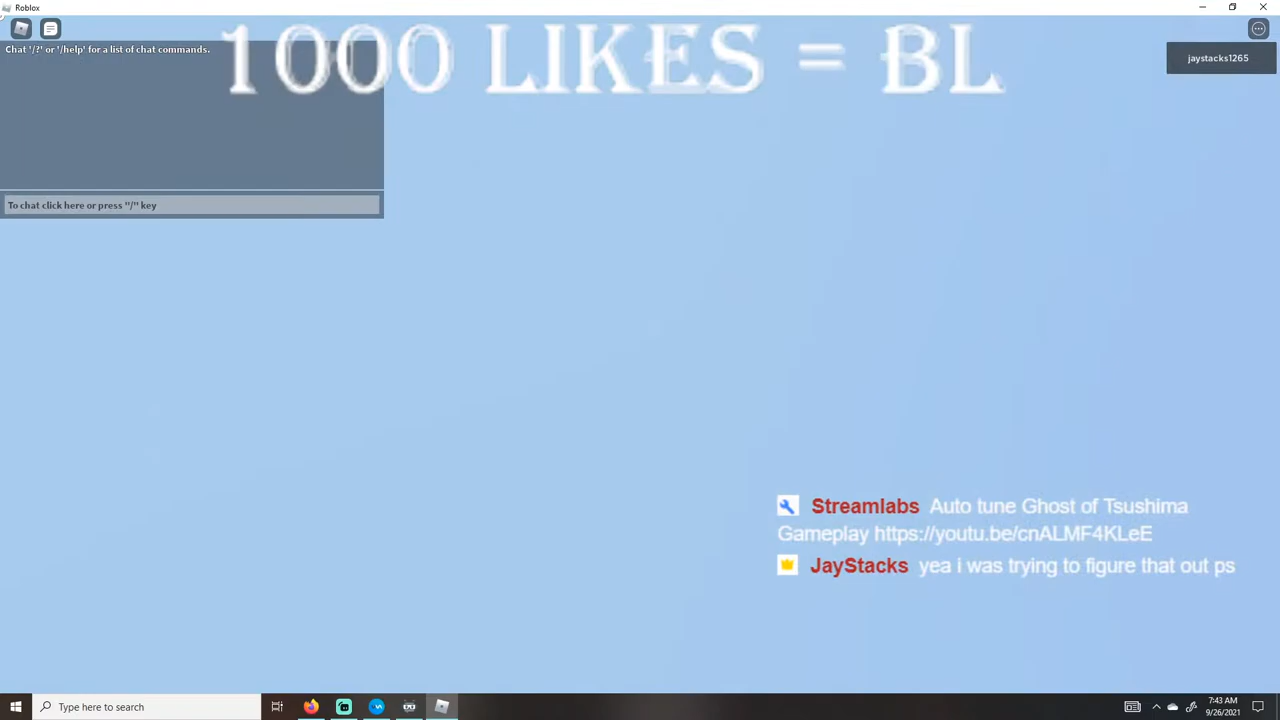 Roblox
Chat '/?' or '/help' for a list of chat commands.
1000 LIKES = BL
jaystacks1265
To chat click here or press "/" key
Streamlabs Auto tune Ghost of Tsushima
Gameplay https://youtu.be/cnALMF4KLeE
JayStacks yea i was trying to figure that out ps
Type here to search
7:43 AM
9/26/2021